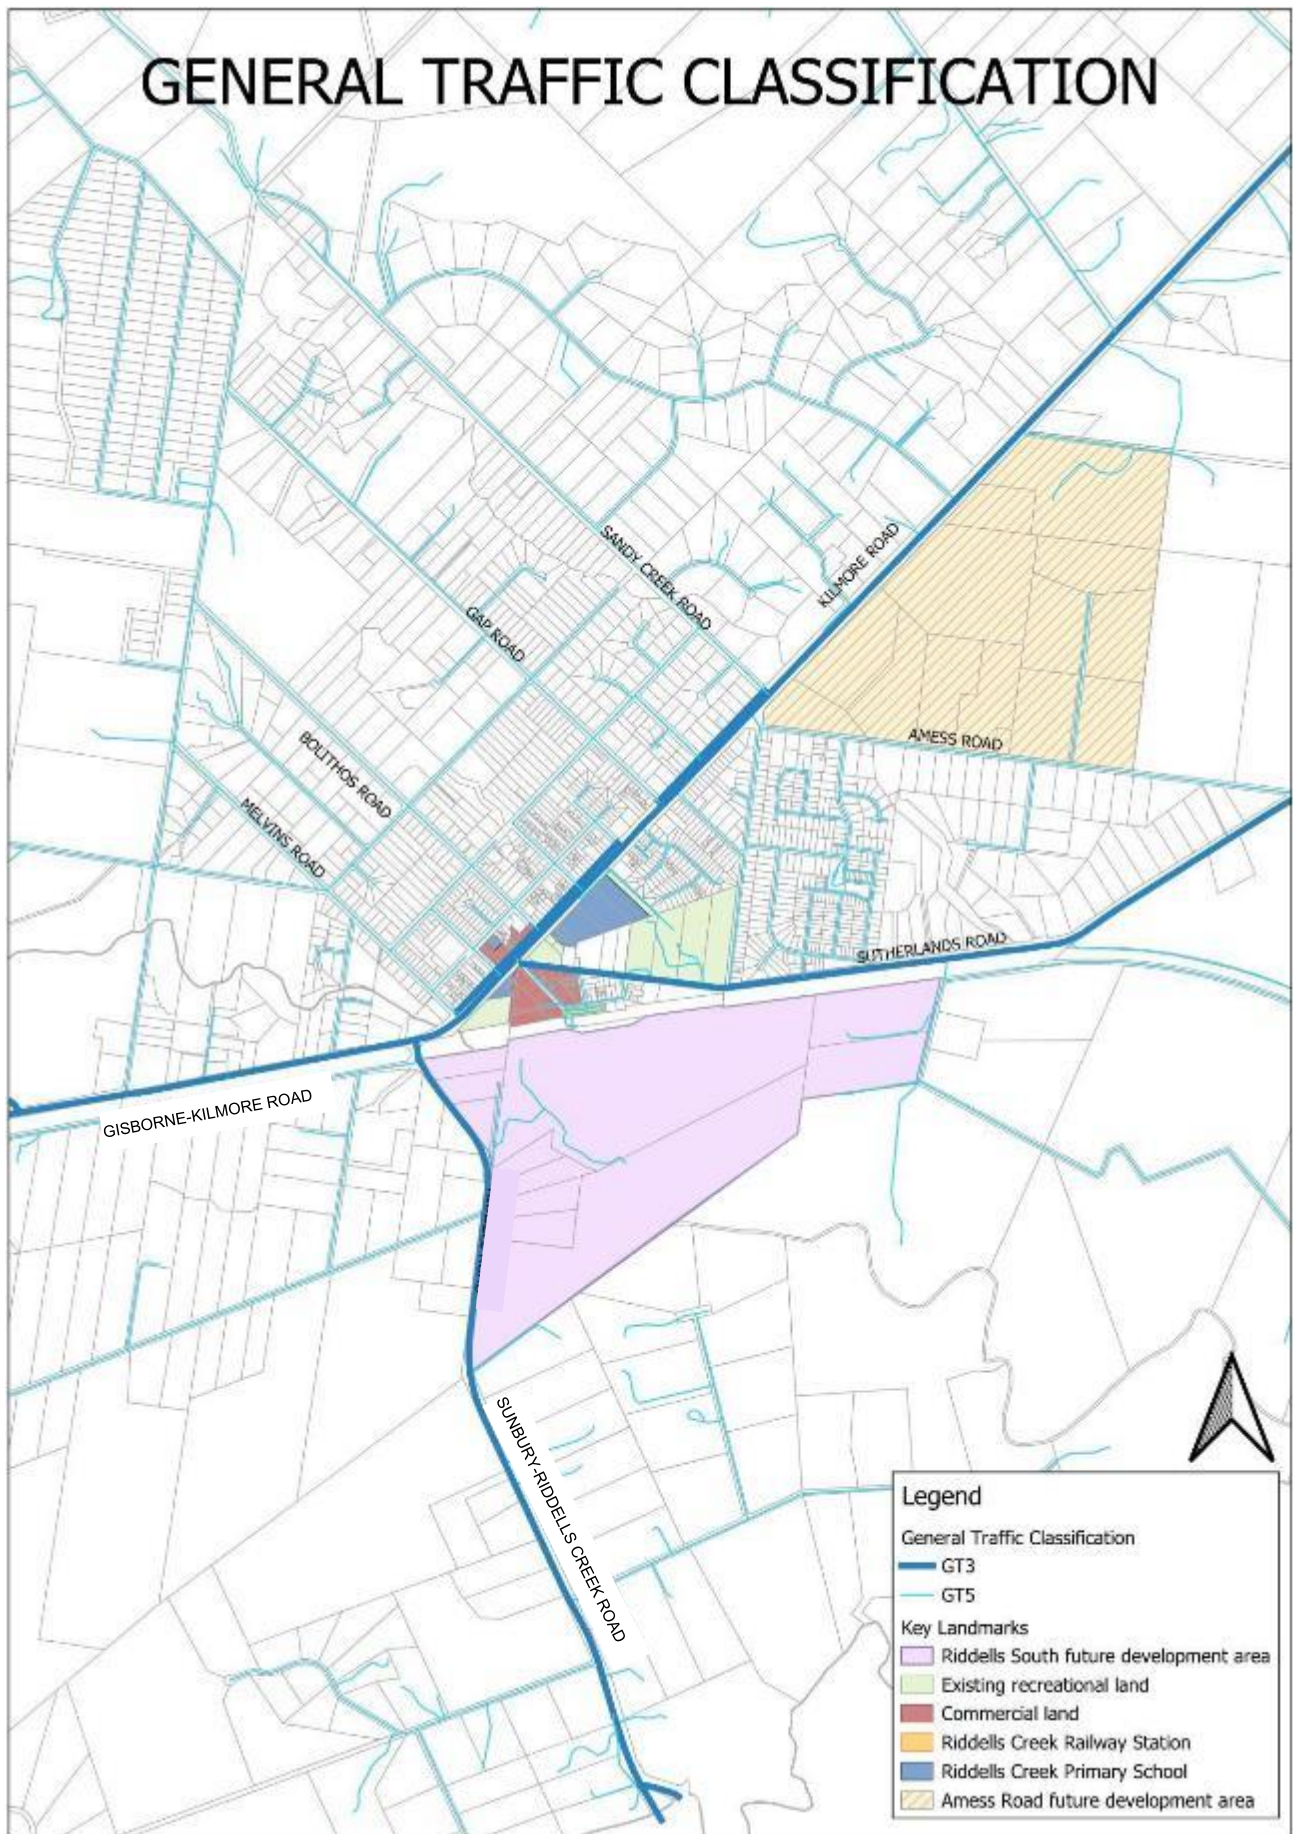 GENERAL TRAFFIC CLASSIFICATION
SANDY CREEK ROAD
KILMORE ROAD
GAP ROAD
BOLITHOS ROAD
AMESS ROAD
MELVINS ROAD
SUTHERLANDS ROAD
GISBORNE-KILMORE ROAD
SUNBURY-RIDDELLS CREEK ROAD
Legend
General Traffic Classification
GT3
GT5
Key Landmarks
Riddells South future development area
Existing recreational land
Commercial land
Riddells Creek Railway Station
Riddells Creek Primary School
Amess Road future development area